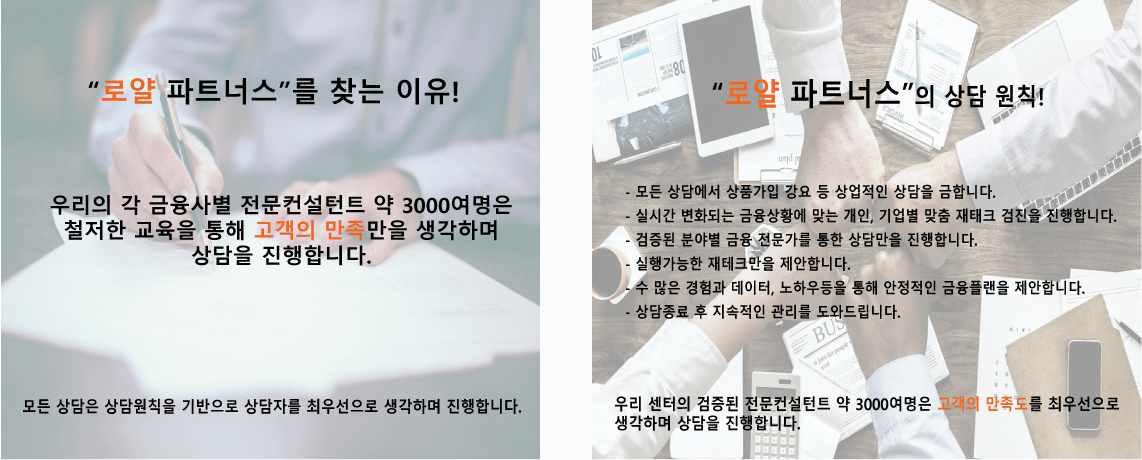 “로얄 파트너스”를 찾는 이유!
우리의 각 금융사별 전문컨설턴트 약 3000여명은
철저한 교육을 통해 고객의 만족만을 생각하며
상담을 진행합니다.
모든 상담은 상담원칙을 기반으로 상담자를 최우선으로 생각하며 진행합니다.
“로얄 파트너스”의 상담 원칙!
- 모든 상담에서 상품가입 강요 등 상업적인 상담을 금합니다.
- 실시간 변화되는 금융상황에 맞는 개인, 기업별 맞춤 재태크 검진을 진행합니다.
- 검증된 분야별 금융 전문가를 통한 상담만을 진행합니다.
- 실행가능한 재테크만을 제안합니다.
- 수 많은 경험과 데이터, 노하우등을 통해 안정적인 금융플랜을 제안합니다.
- 상담종료 후 지속적인 관리를 도와드립니다.
우리 센터의 검증된 전문컨설턴트 약 3000여명은 고객의 만족도를 최우선으로
생각하며 상담을 진행합니다.